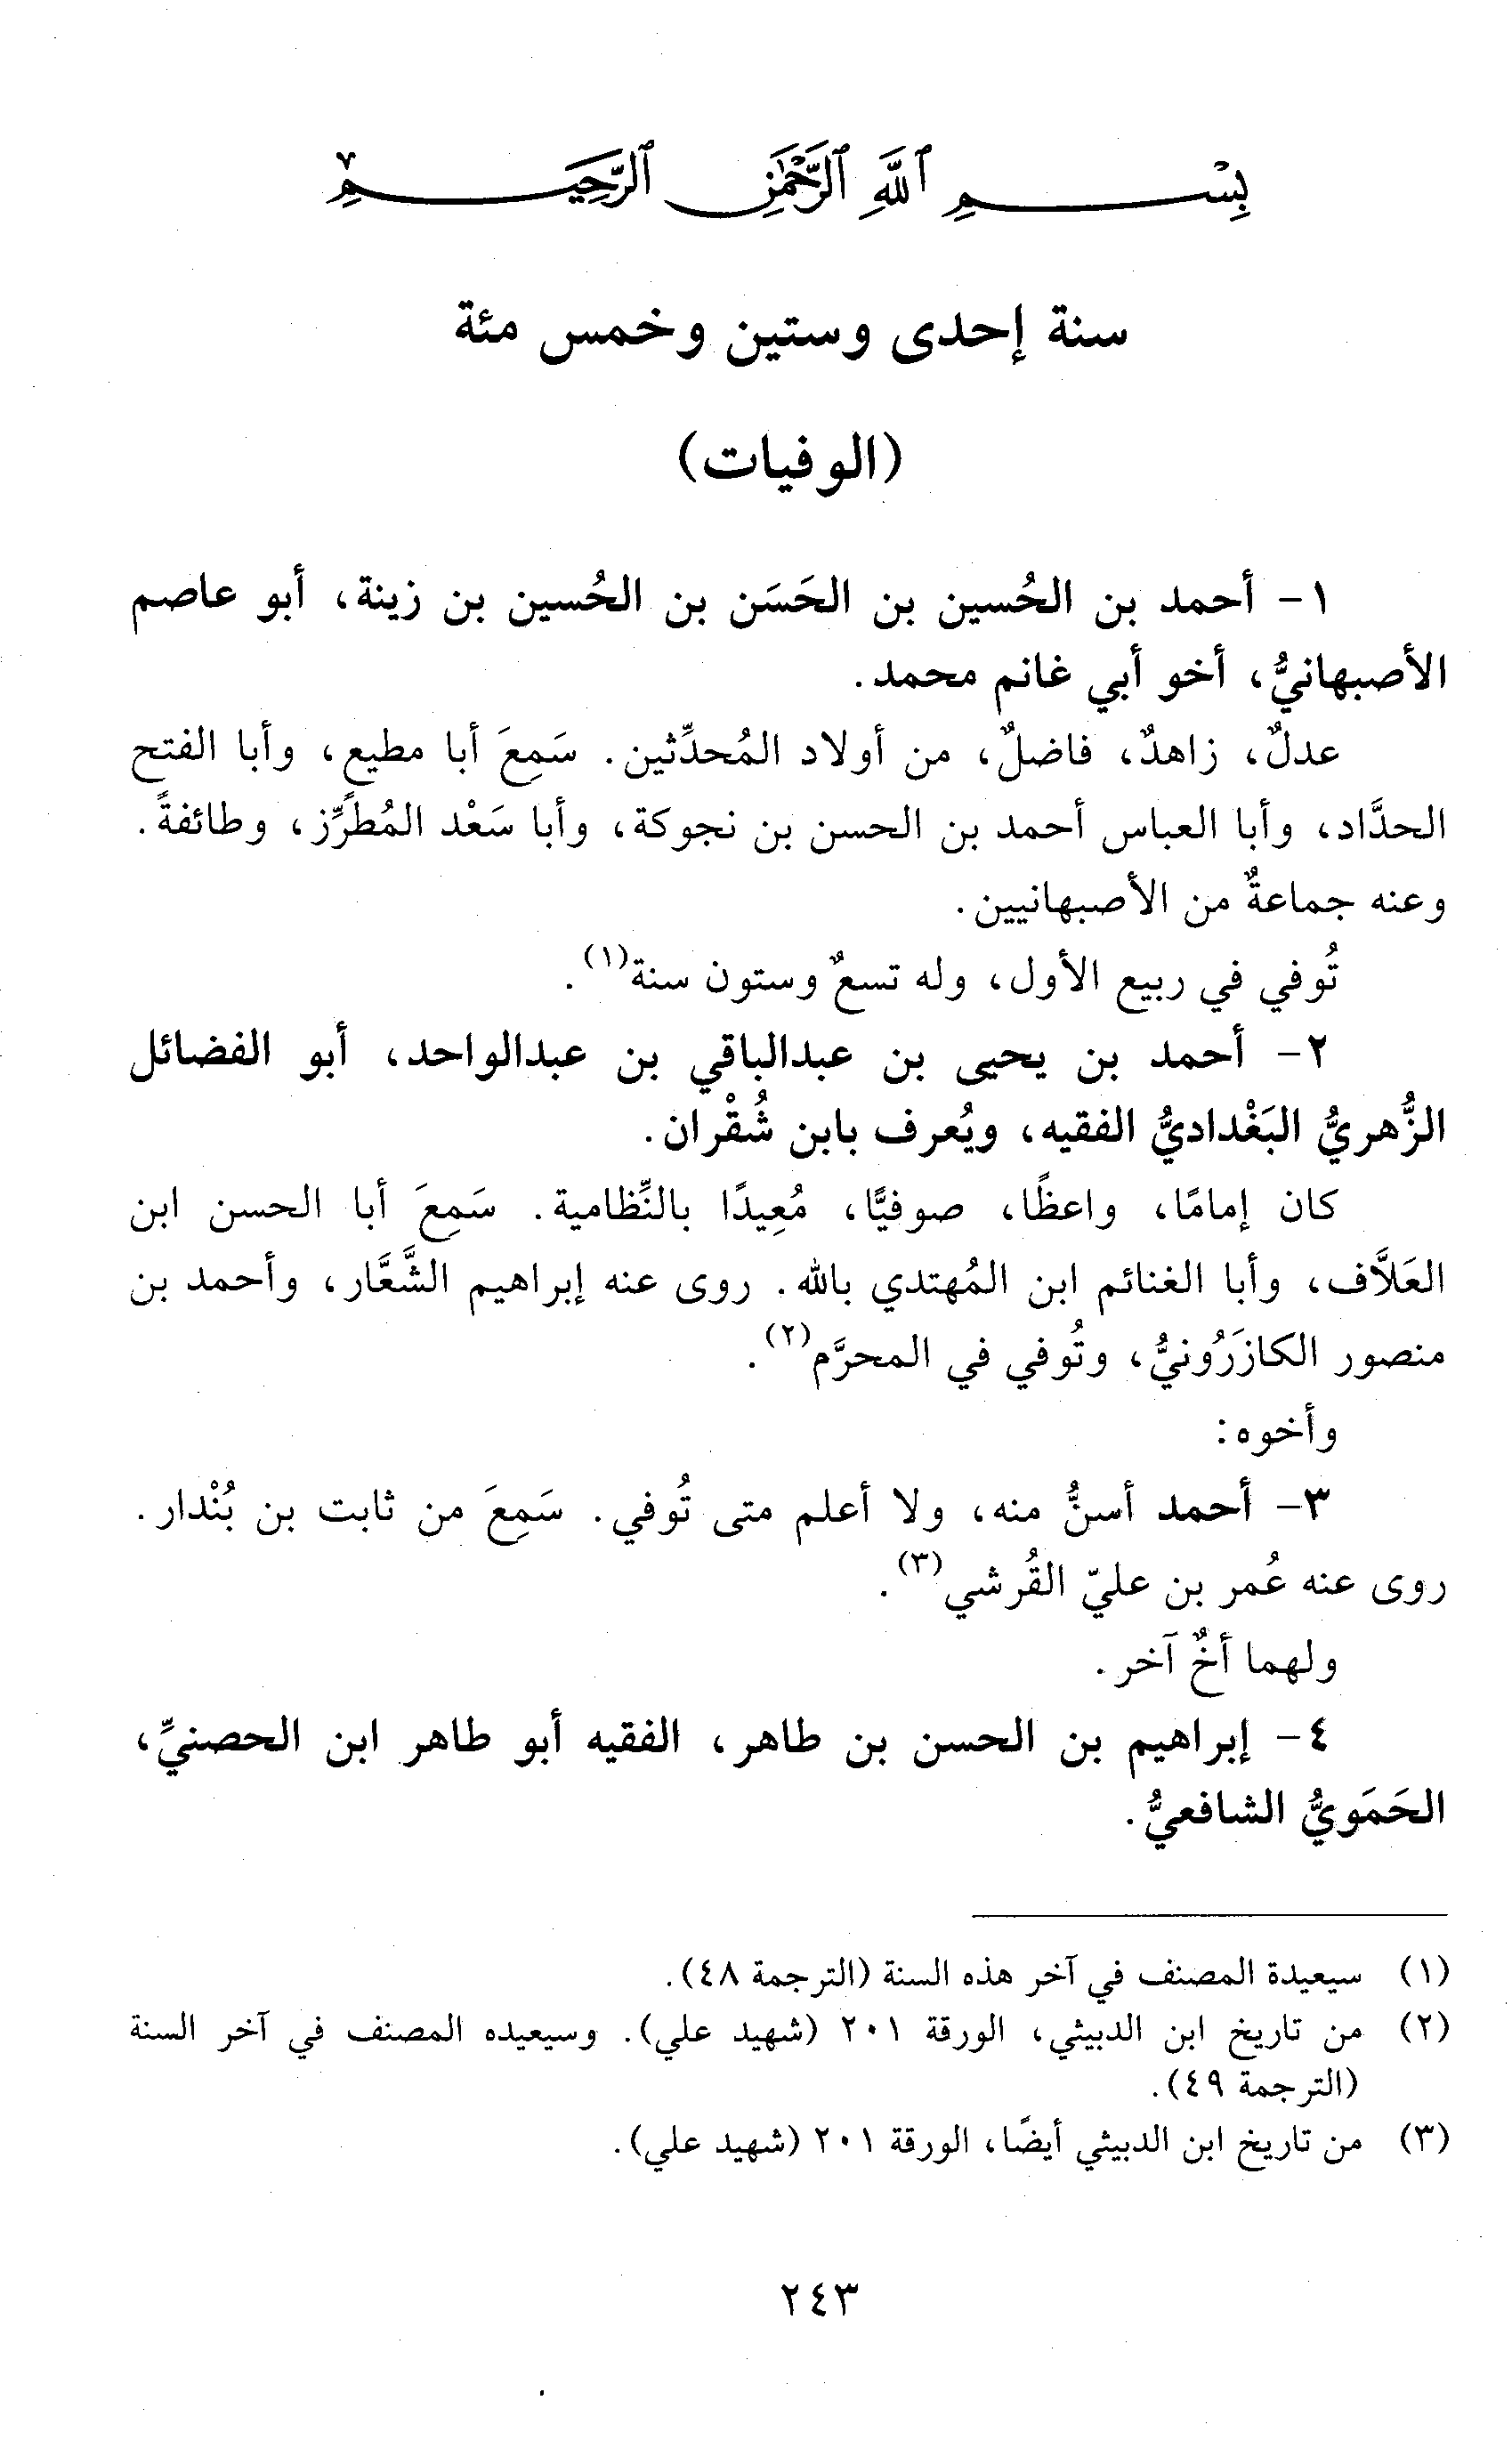 بِسْمِ ٱللَّهِ ٱلرَّحْمَٰنِ ٱلرَّحِيمِ
سنة إحدى وستين وخمس مئة
(الوفيات)
١- أحمد بن الحُسين بن الحَسَن بن الحُسين بن زينة، أبو عاصم
الأصبهانيُّ، أخو أبي غانم محمد.
عدلٌ، زاهدٌ، فاضلٌ، من أولاد المُحدِّثين. سَمِعَ أبا مطيع، وأبا الفتح
الحدَّاد، وأبا العباس أحمد بن الحسن بن نجوكة، وأبا سَعْد المُطَرِّز، وطائفةً.
وعنه جماعةٌ من الأصبهانيين.
تُوفي في ربيع الأول، وله تسعٌ وستون سنة(١).
٢- أحمد بن يحيى بن عبدالباقي بن عبدالواحد، أبو الفضائل
الزُّهريُّ البَغْداديُّ الفقيه، ويُعرف بابن شُقْران.
كان إمامًا، واعظًا، صوفيًّا، مُعِيدًا بالنِّظامية. سَمِعَ أبا الحسن ابن
العَلاَّف، وأبا الغنائم ابن المُهتدي بالله. روى عنه إبراهيم الشَّعَّار، وأحمد بن
منصور الكازَرُونيُّ، وتُوفي في المحرَّم(٢).
وأخوه:
٣- أحمد أسنُّ منه، ولا أعلم متى تُوفي. سَمِعَ من ثابت بن بُنْدار.
روى عنه عُمر بن عليّ القُرشي(٣).
ولهما أخٌ آخر.
٤- إبراهيم بن الحسن بن طاهر، الفقيه أبو طاهر ابن الحصنيِّ،
الحَمَويُّ الشافعيُّ.
(١) سيعيدة المصنف في آخر هذه السنة (الترجمة ٤٨).
(٢) من تاريخ ابن الدبيثي، الورقة ٢٠١ (شهيد علي). وسيعيده المصنف في آخر السنة
(الترجمة ٤٩).
(٣) من تاريخ ابن الدبيثي أيضًا، الورقة ٢٠١ (شهيد علي).
٢٤٣